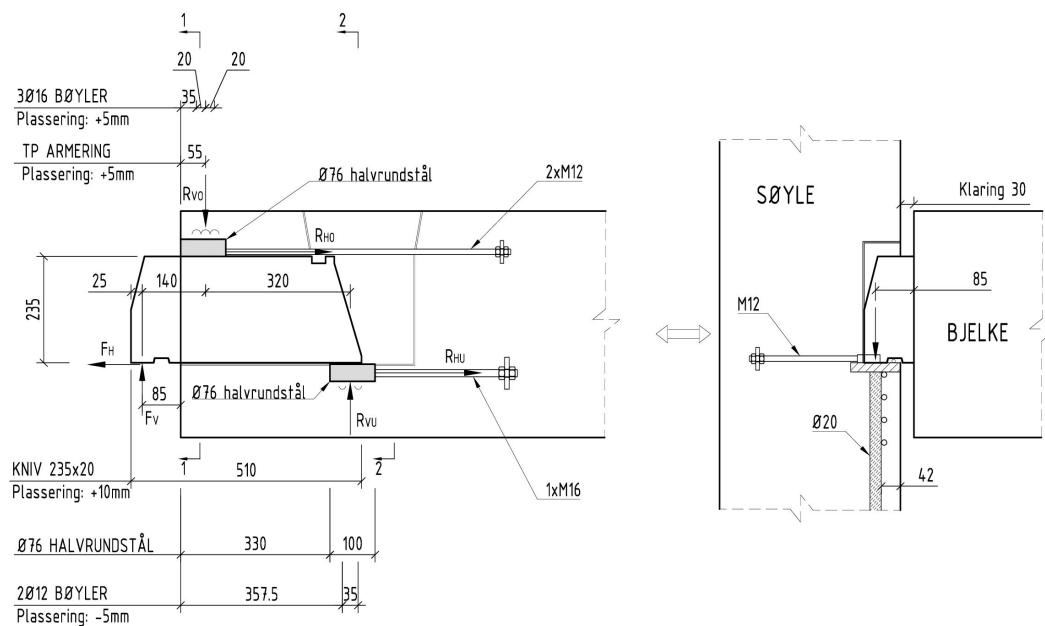 1
2
20
20
3Ø16 BØYLER
35
Plassering: +5mm
TP ARMERING
55
Plassering: +5mm
RVO
Ø76 halvrundstål
2xM12
SØYLE
Klaring 30
RHO
25
140
320
235
85
M12
BJELKE
FH
RHU
85
Ø76 halvrundstål
FV
RVU
Ø20
1
2
42
KNIV 235x20
510
Plassering: +10mm
1xM16
Ø76 HALVRUNDSTÅL
330
100
2Ø12 BØYLER
357.5
35
Plassering: -5mm